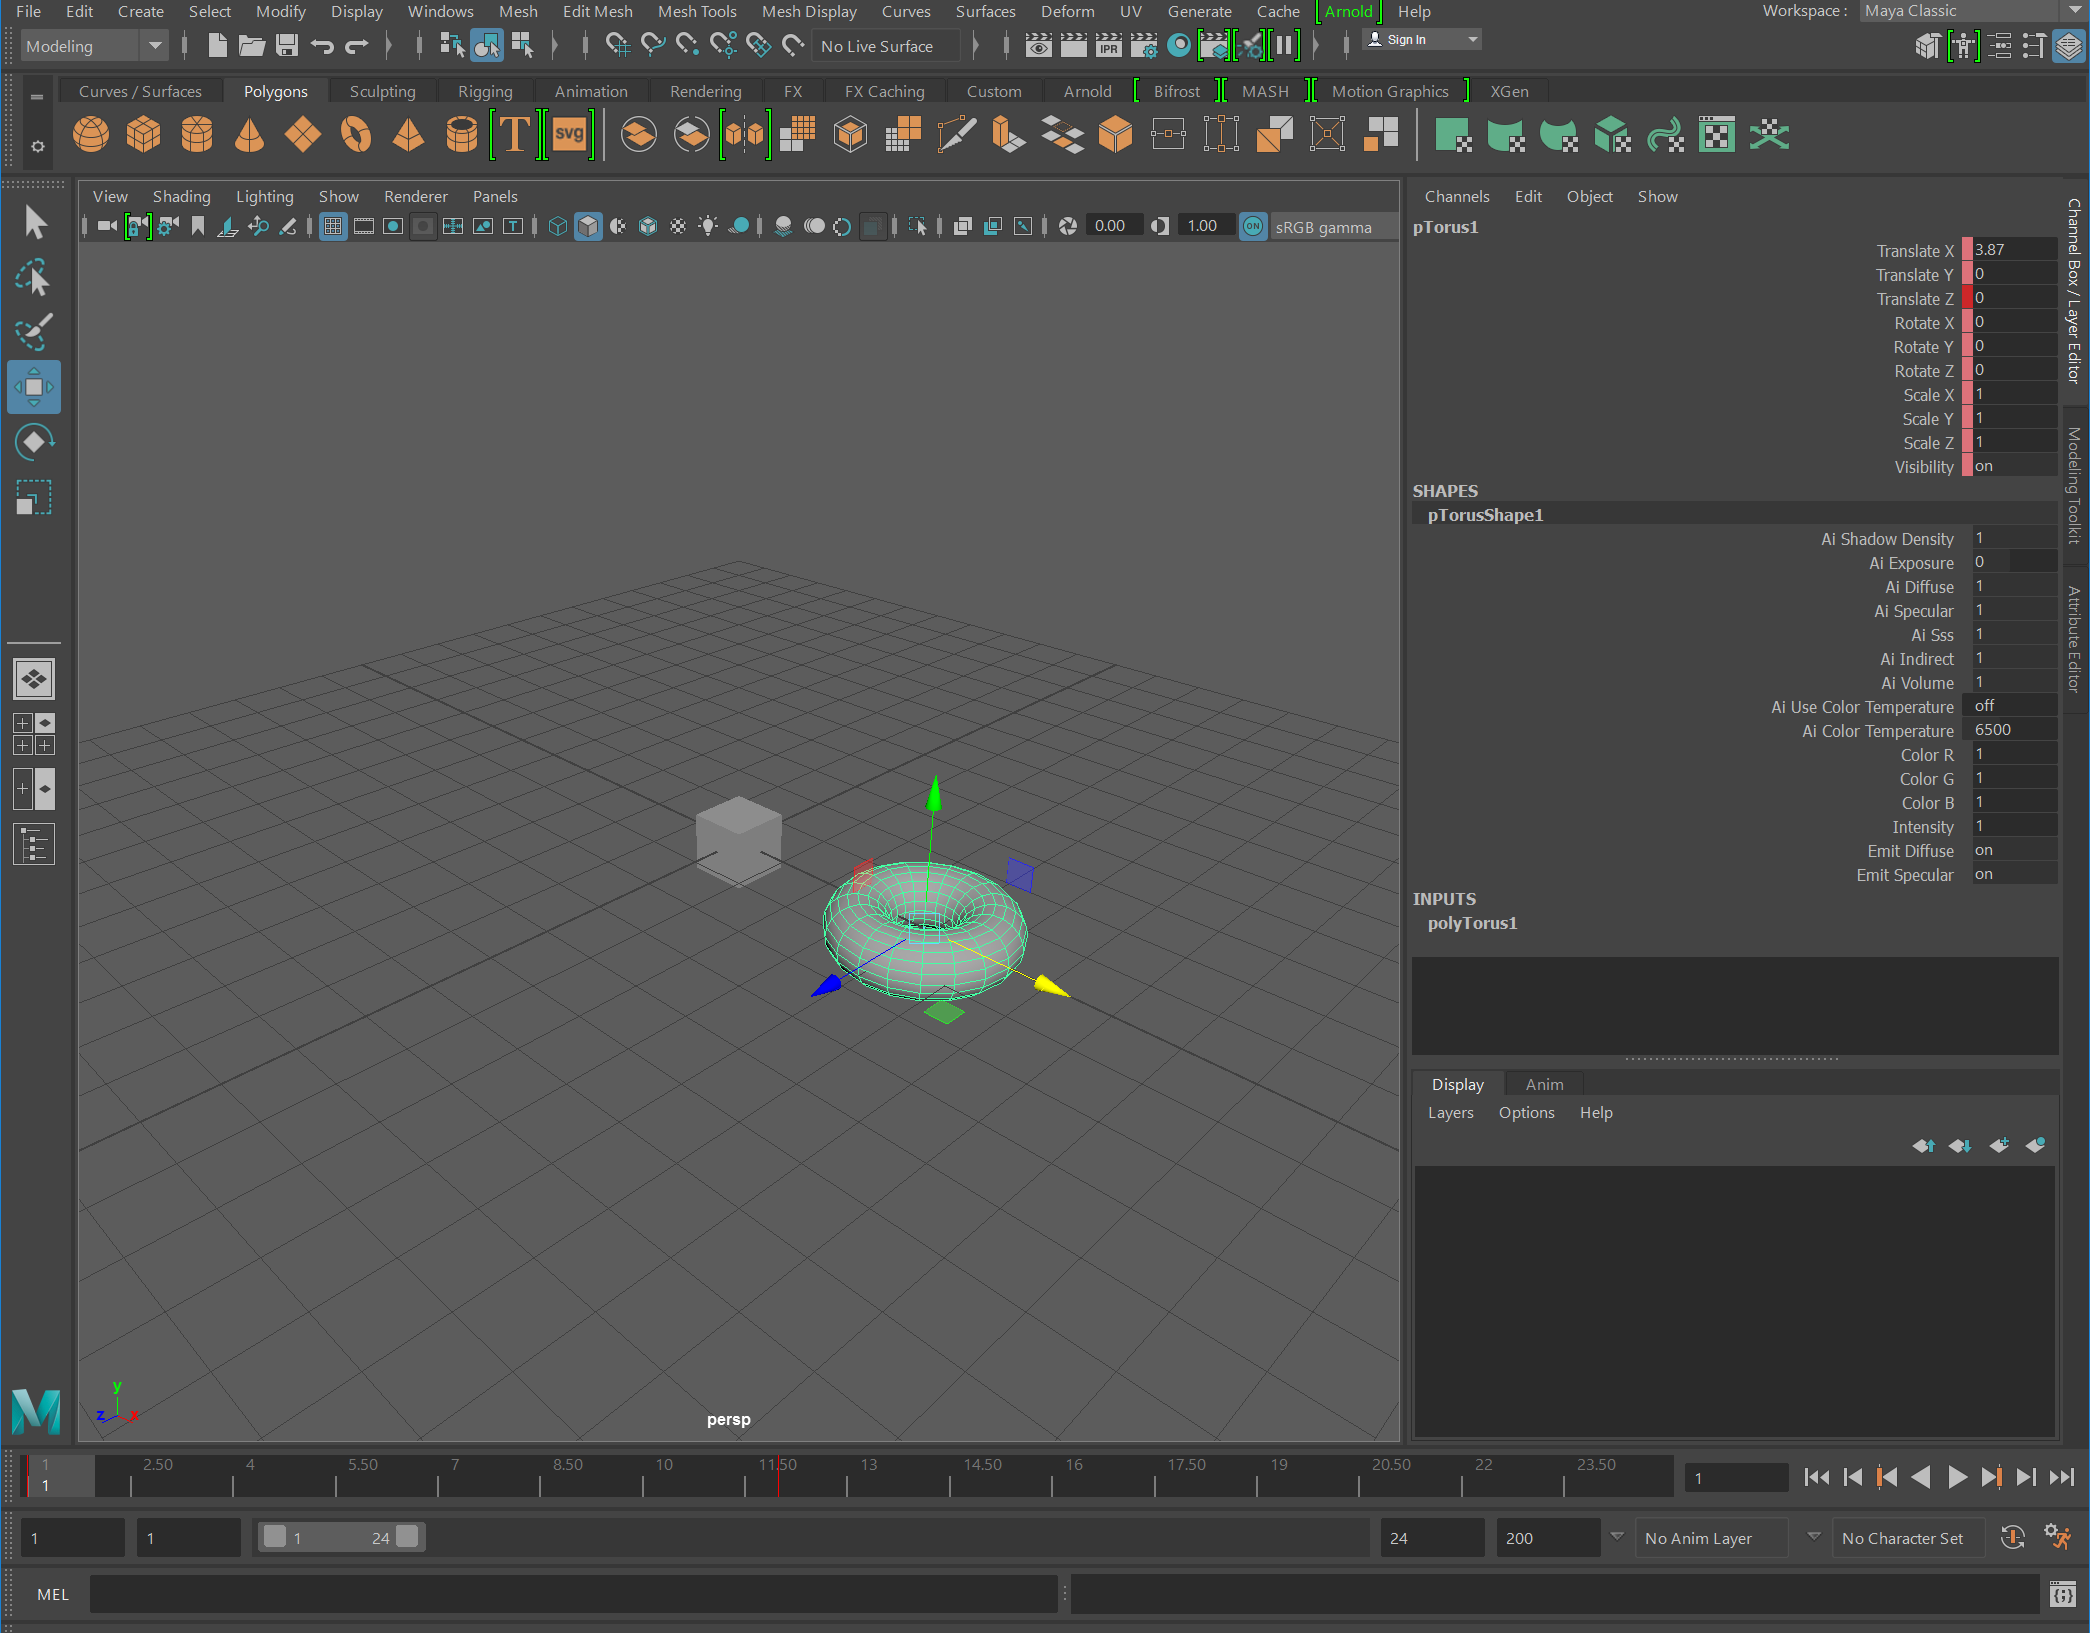 File Edit Create Select Modify Display Windows Mesh Edit Mesh Mesh Tools Mesh Display Curves Surfaces Deform UV Generate Cache Arnold Help Workspace : Maya Classic
Modeling No Live Surface IPR Sign In
Curves / Surfaces Polygons Sculpting Rigging Animation Rendering FX FX Caching Custom Arnold Bifrost MASH Motion Graphics XGen
T svg
View Shading Lighting Show Renderer Panels
T 0.00 1.00 ON sRGB gamma
Channels Edit Object Show
pTorus1
Translate X 3.87
Translate Y 0
Translate Z 0
Rotate X 0
Rotate Y 0
Rotate Z 0
Scale X 1
Scale Y 1
Scale Z 1
Visibility on
SHAPES
pTorusShape1
Ai Shadow Density 1
Ai Exposure 0
Ai Diffuse 1
Ai Specular 1
Ai Sss 1
Ai Indirect 1
Ai Volume 1
Ai Use Color Temperature off
Ai Color Temperature 6500
Color R 1
Color G 1
Color B 1
Intensity 1
Emit Diffuse on
Emit Specular on
INPUTS
polyTorus1
Channel Box / Layer Editor
Modeling Toolkit
Attribute Editor
Display Anim
Layers Options Help
y
z x
persp
M
1 2.50 4 5.50 7 8.50 10 11.50 13 14.50 16 17.50 19 20.50 22 23.50
1 1
1 1 1 24 24 200 No Anim Layer No Character Set
MEL